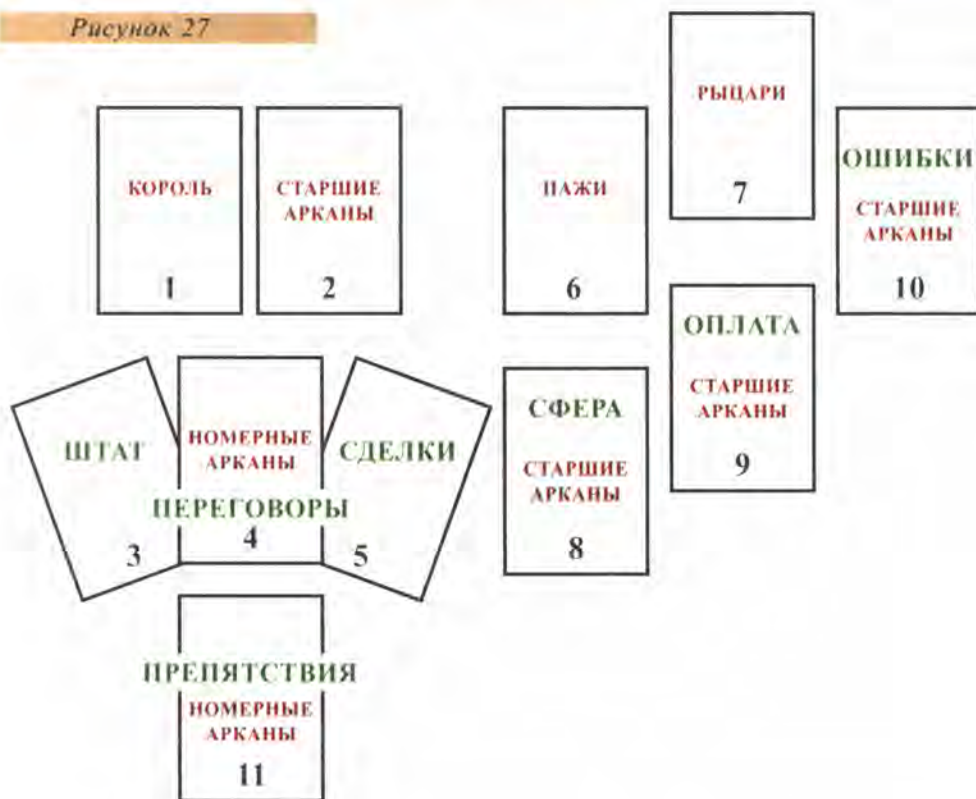 Рисунок 27
КОРОЛЬ
1
СТАРШИЕ
АРКАНЫ
2
ПАЖИ
6
РЫЦАРИ
7
ОШИБКИ
СТАРШИЕ
АРКАНЫ
10
ШТАТ
3
НОМЕРНЫЕ
АРКАНЫ
ПЕРЕГОВОРЫ
4
СДЕЛКИ
5
СФЕРА
СТАРШИЕ
АРКАНЫ
8
ОПЛАТА
СТАРШИЕ
АРКАНЫ
9
ПРЕПЯТСТВИЯ
НОМЕРНЫЕ
АРКАНЫ
11